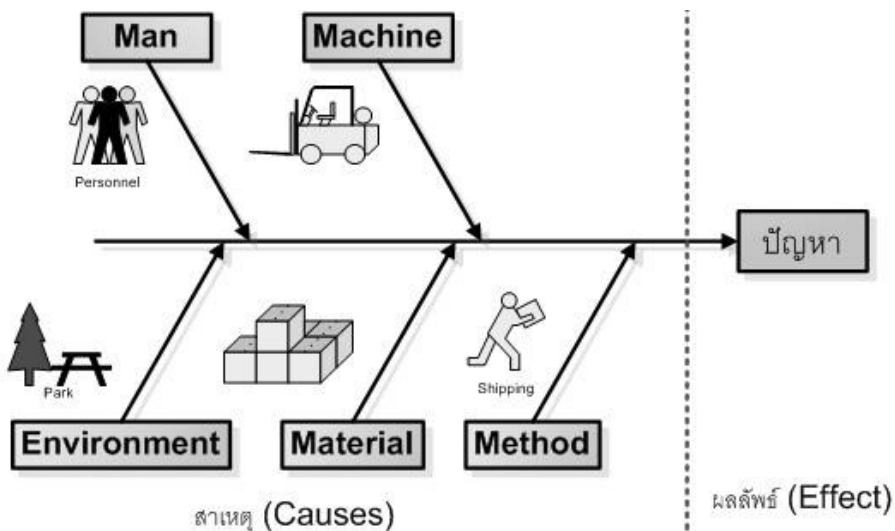 Man
Machine
Personnel
ปัญหา
Park
Shipping
Environment
Material
Method
สาเหตุ (Causes)
ผลลัพธ์ (Effect)